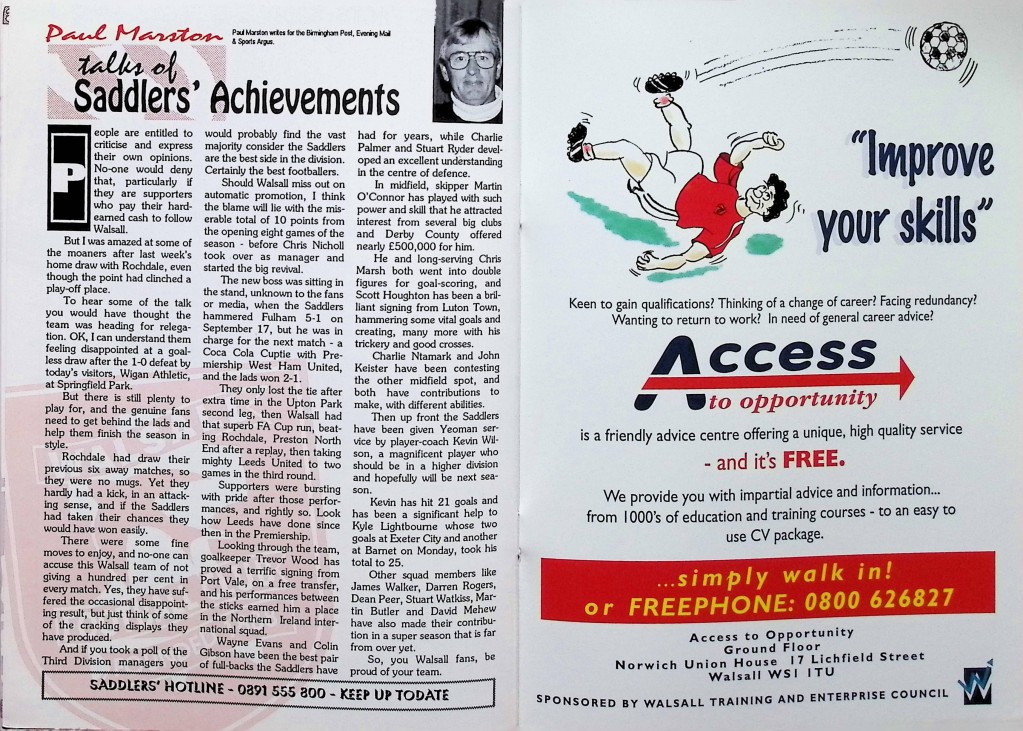 Paul Marston
Paul Marston writes for the Birmingham Post, Evening Mail
& Sports Argus.
talks of
Saddlers' Achievements
People are entitled to
criticise and express
their own opinions.
No-one would deny
that, particularly if
they are supporters
who pay their hard-
earned cash to follow
Walsall.
But I was amazed at some of
the moaners after last week's
home draw with Rochdale, even
though the point had clinched a
play-off place.
To hear some of the talk
you would have thought the
team was heading for relega-
tion. OK, I can understand them
feeling disappointed at a goal-
less draw after the 1-0 defeat by
today's visitors, Wigan Athletic,
at Springfield Park.
But there is still plenty to
play for, and the genuine fans
need to get behind the lads and
help them finish the season in
style.
Rochdale had draw their
previous six away matches, so
they were no mugs. Yet they
hardly had a kick, in an attack-
ing sense, and if the Saddlers
had taken their chances they
would have won easily.
There were some fine
moves to enjoy, and no-one can
accuse this Walsall team of not
giving a hundred per cent in
every match. Yes, they have suf-
fered the occasional disappoint-
ing result, but just think of some
of the cracking displays they
have produced.
And if you took a poll of the
Third Division managers you
would probably find the vast
majority consider the Saddlers
are the best side in the division.
Certainly the best footballers.
Should Walsall miss out on
automatic promotion, I think
the blame will lie with the mis-
erable total of 10 points from
the opening eight games of the
season - before Chris Nicholl
took over as manager and
started the big revival.
The new boss was sitting in
the stand, unknown to the fans
or media, when the Saddlers
hammered Fulham 5-1 on
September 17, but he was in
charge for the next match - a
Coca Cola Cuptie with Pre-
miership West Ham United,
and the lads won 2-1.
They only lost the tie after
extra time in the Upton Park
second leg, then Walsall had
that superb FA Cup run, beat-
ing Rochdale, Preston North
End after a replay, then taking
mighty Leeds United to two
games in the third round.
Supporters were bursting
with pride after those perfor-
mances, and rightly so. Look
how Leeds have done since
then in the Premiership.
Looking through the team,
goalkeeper Trevor Wood has
proved a terrific signing from
Port Vale, on a free transfer,
and his performances between
the sticks earned him a place
in the Northern Ireland inter-
national squad.
Wayne Evans and Colin
Gibson have been the best pair
of full-backs the Saddlers have
had for years, while Charlie
Palmer and Stuart Ryder devel-
oped an excellent understanding
in the centre of defence.
In midfield, skipper Martin
O'Connor has played with such
power and skill that he attracted
interest from several big clubs
and Derby County offered
nearly £500,000 for him.
He and long-serving Chris
Marsh both went into double
figures for goal-scoring, and
Scott Houghton has been a bril-
liant signing from Luton Town,
hammering some vital goals and
creating, many more with his
trickery and good crosses.
Charlie Ntamark and John
Keister have been contesting
the other midfield spot, and
both have contributions to
make, with different abilities.
Then up front the Saddlers
have been given Yeoman ser-
vice by player-coach Kevin Wil-
son, a magnificent player who
should be in a higher division
and hopefully will be next sea-
son.
Kevin has hit 21 goals and
has been a significant help to
Kyle Lightbourne whose two
goals at Exeter City and another
at Barnet on Monday, took his
total to 25.
Other squad members like
James Walker, Darren Rogers,
Dean Peer, Stuart Watkiss, Mar-
tin Butler and David Mehew
have also made their contribu-
tion in a super season that is far
from over yet.
So, you Walsall fans, be
proud of your team.
SADDLERS' HOTLINE - 0891 555 800 - KEEP UP TODATE
"Improve
your skills"
Keen to gain qualifications? Thinking of a change of career? Facing redundancy?
Wanting to return to work? In need of general career advice?
Access
to opportunity
is a friendly advice centre offering a unique, high quality service
- and it's FREE.
We provide you with impartial advice and information...
from 1000's of education and training courses - to an easy to
use CV package.
...simply walk in!
or FREEPHONE: 0800 626827
Access to Opportunity
Ground Floor
Norwich Union House 17 Lichfield Street
Walsall WS1 1TU
SPONSORED BY WALSALL TRAINING AND ENTERPRISE COUNCIL